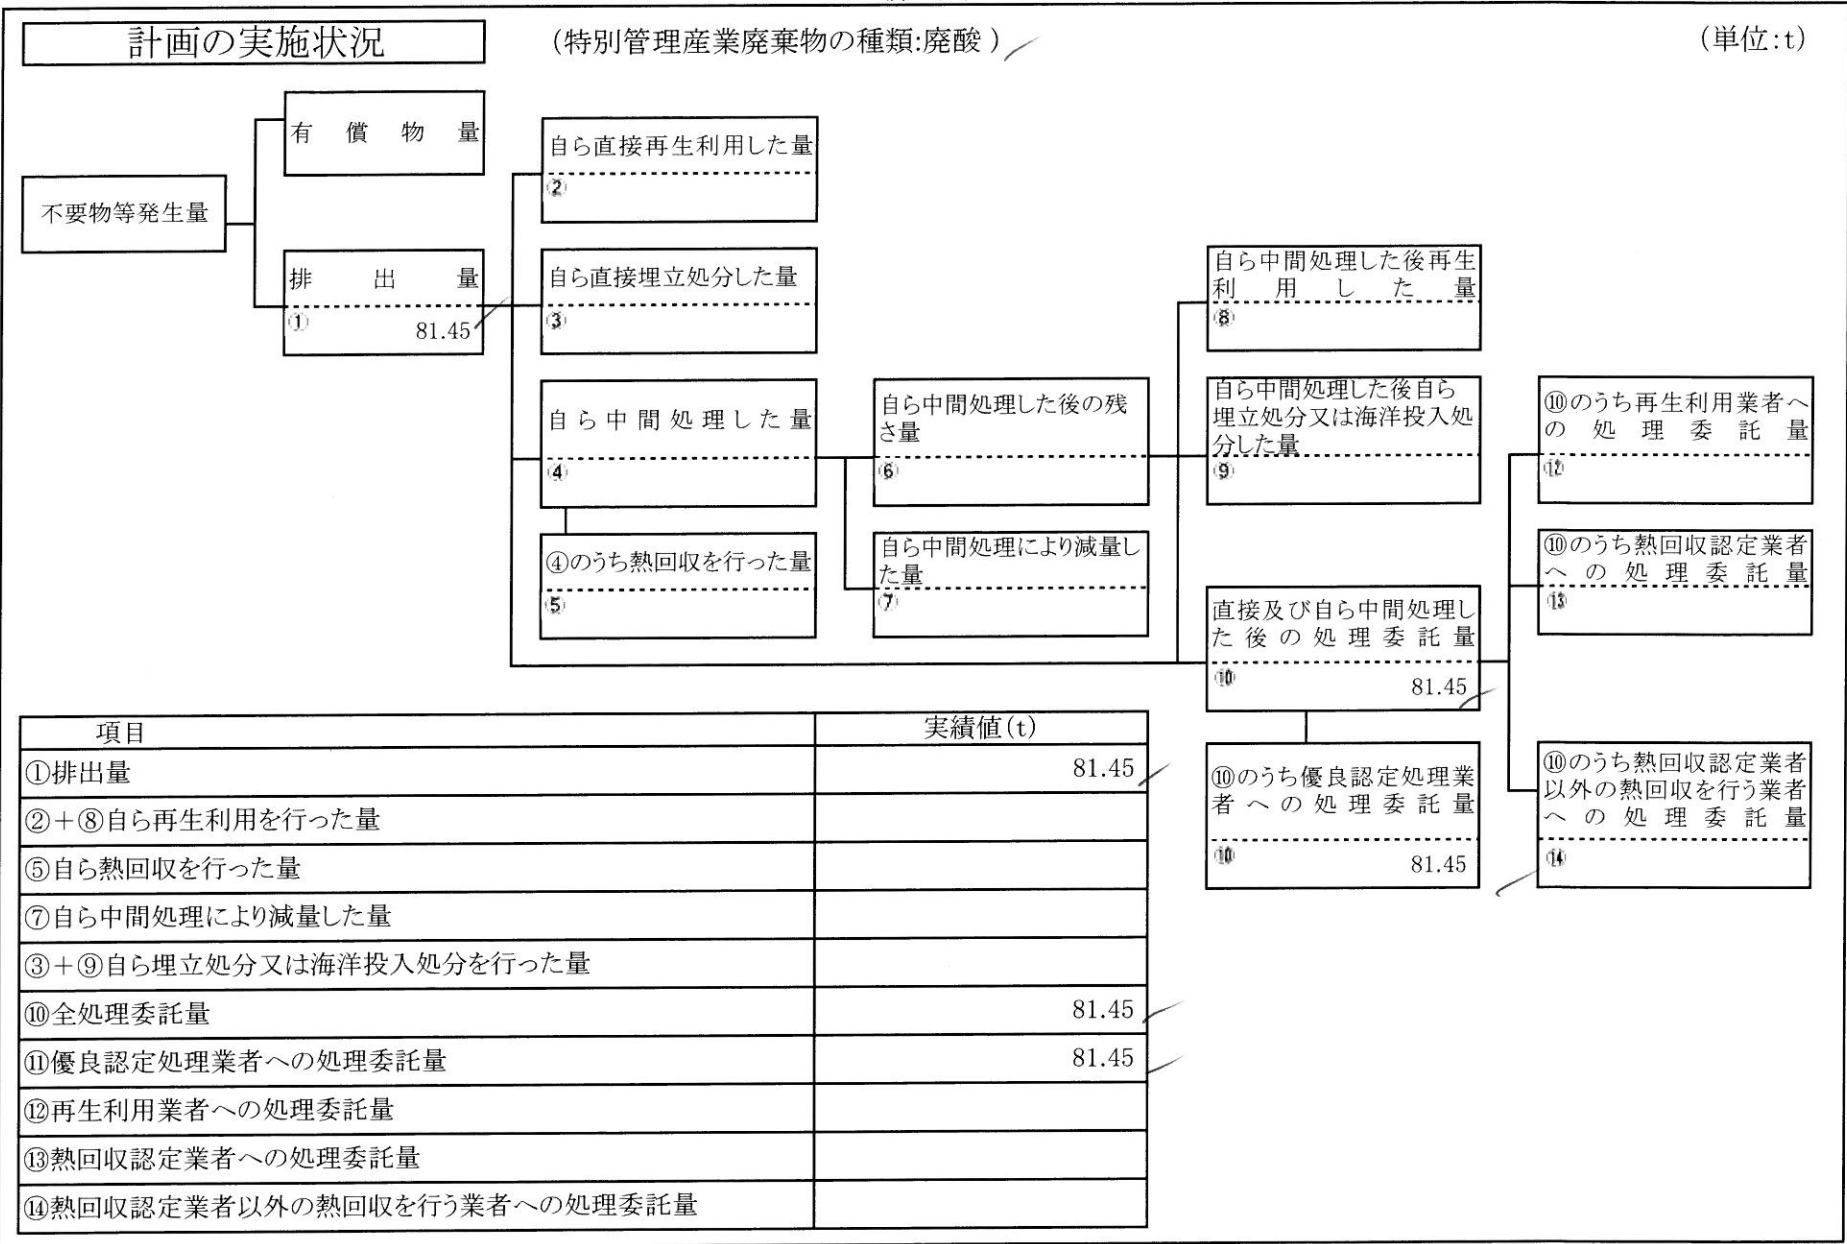 計画の実施状況
(特別管理産業廃棄物の種類:廃酸)
(単位:t)
有償物量
不要物等発生量
排出量
①
81.45
自ら直接再生利用した量
②
自ら直接埋立処分した量
③
自ら中間処理した量
④
④のうち熱回収を行った量
⑤
自ら中間処理した後の残
さ量
⑥
自ら中間処理により減量し
た量
⑦
自ら中間処理した後再生
利用した量
⑧
自ら中間処理した後自ら
埋立処分又は海洋投入処
分した量
⑨
直接及び自ら中間処理し
た後の処理委託量
⑩
81.45
⑩のうち優良認定処理業
者への処理委託量
81.45
⑩のうち再生利用業者へ
の処理委託量
⑫
⑩のうち熱回収認定業者
への処理委託量
⑬
⑩のうち熱回収認定業者
以外の熱回収を行う業者
への処理委託量
⑭
項目 実績値(t)
①排出量 81.45
②+⑧自ら再生利用を行った量
⑤自ら熱回収を行った量
⑦自ら中間処理により減量した量
③+⑨自ら埋立処分又は海洋投入処分を行った量
⑩全処理委託量 81.45
⑪優良認定処理業者への処理委託量 81.45
⑫再生利用業者への処理委託量
⑬熱回収認定業者への処理委託量
⑭熱回収認定業者以外の熱回収を行う業者への処理委託量